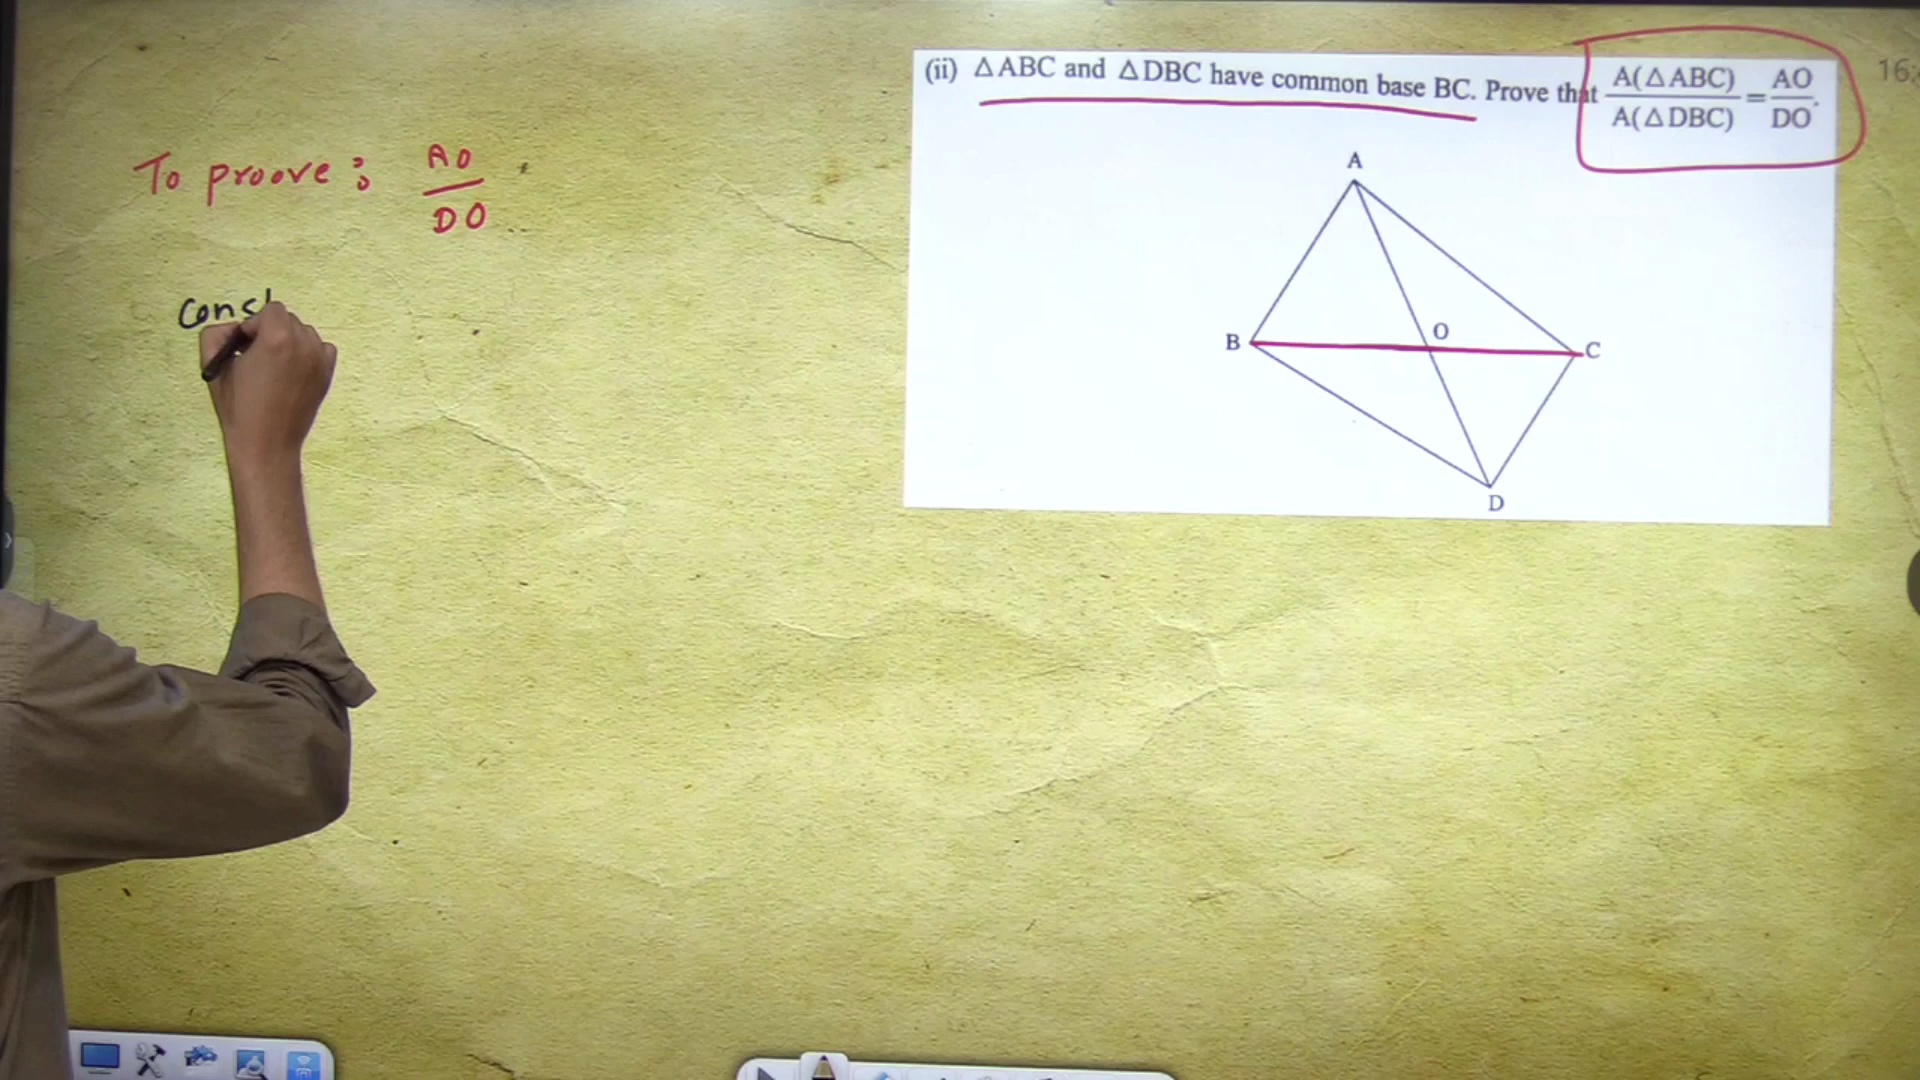 (ii) △ABC and △DBC have common base BC. Prove that A(△ABC)/A(△DBC) = AO/DO.
16:
To proove : AO/DO
A
O
B
C
D
Cons